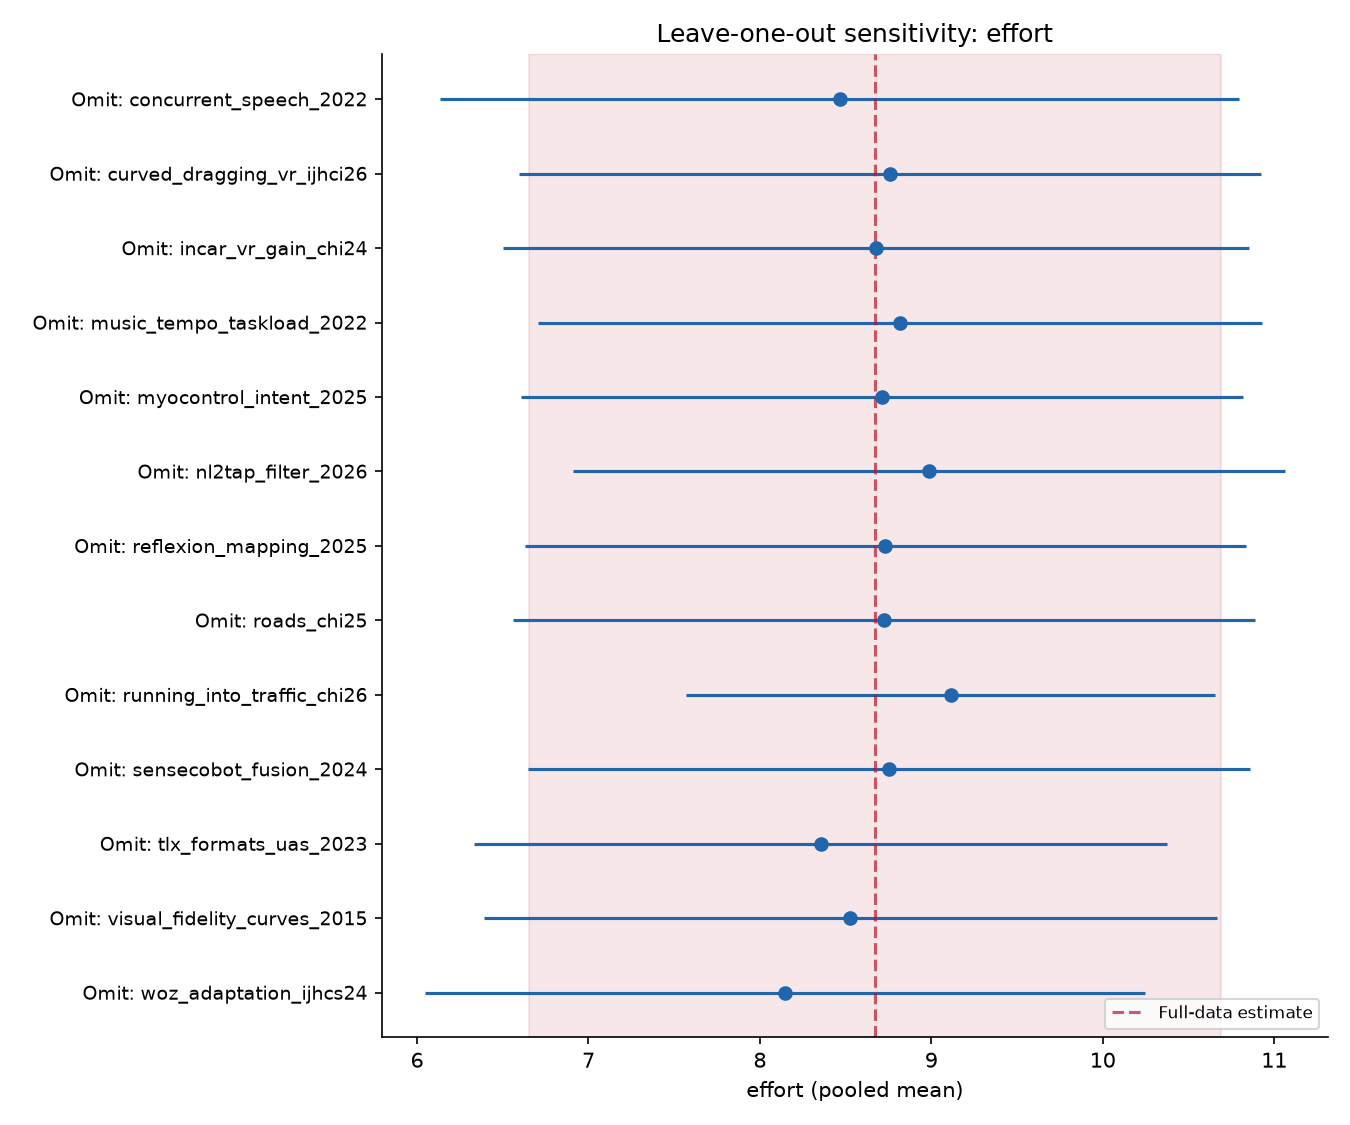 Leave-one-out sensitivity: effort
Omit: concurrent_speech_2022
Omit: curved_dragging_vr_ijhci26
Omit: incar_vr_gain_chi24
Omit: music_tempo_taskload_2022
Omit: myocontrol_intent_2025
Omit: nl2tap_filter_2026
Omit: reflexion_mapping_2025
Omit: roads_chi25
Omit: running_into_traffic_chi26
Omit: sensecobot_fusion_2024
Omit: tlx_formats_uas_2023
Omit: visual_fidelity_curves_2015
Omit: woz_adaptation_ijhcs24
Full-data estimate
6 7 8 9 10 11
effort (pooled mean)